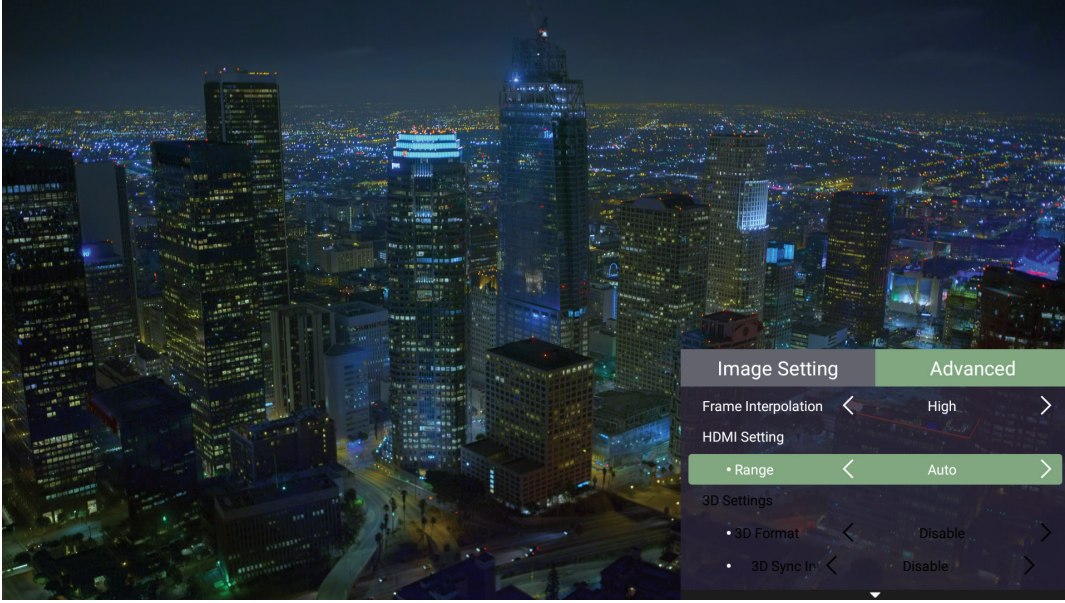 Image Setting Advanced
Frame Interpolation High
HDMI Setting
• Range Auto
3D Settings
• 3D Format Disable
• 3D Sync In Disable